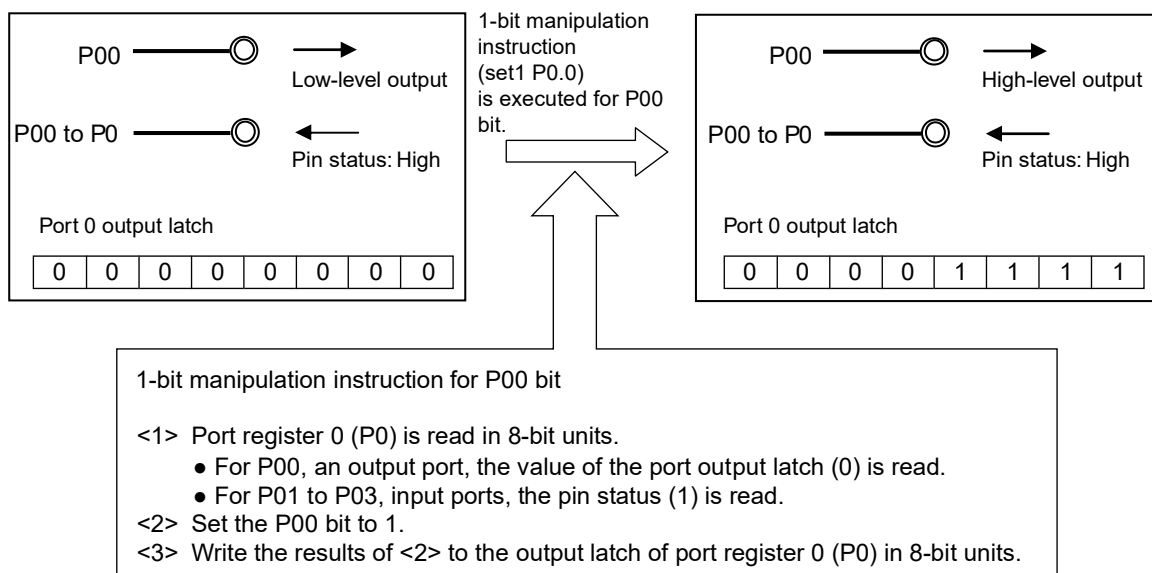 P00
Low-level output
P00 to P0
Pin status: High
Port 0 output latch
0 0 0 0 0 0 0 0
1-bit manipulation
instruction
(set1 P0.0)
is executed for P00
bit.
P00
High-level output
P00 to P0
Pin status: High
Port 0 output latch
0 0 0 0 1 1 1 1
1-bit manipulation instruction for P00 bit
<1> Port register 0 (P0) is read in 8-bit units.
● For P00, an output port, the value of the port output latch (0) is read.
● For P01 to P03, input ports, the pin status (1) is read.
<2> Set the P00 bit to 1.
<3> Write the results of <2> to the output latch of port register 0 (P0) in 8-bit units.